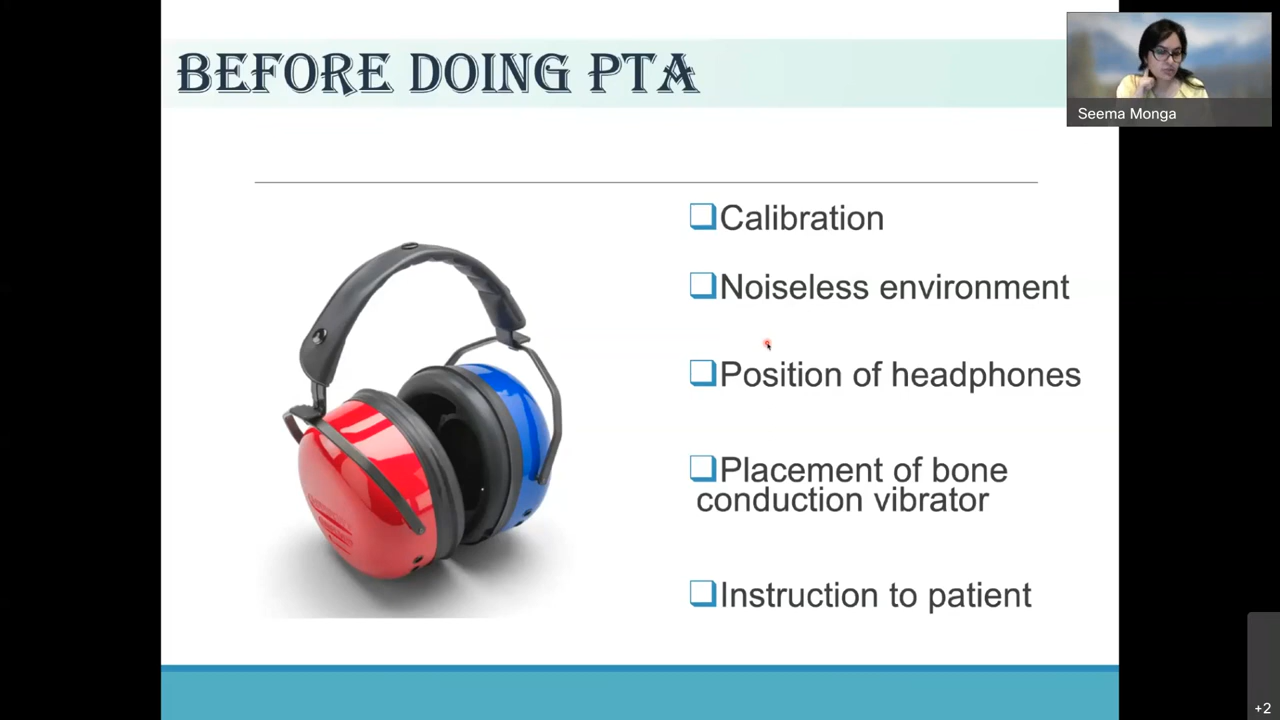 BEFORE DOING PTA
Seema Monga
Calibration
Noiseless environment
Position of headphones
Placement of bone
conduction vibrator
Instruction to patient
+2